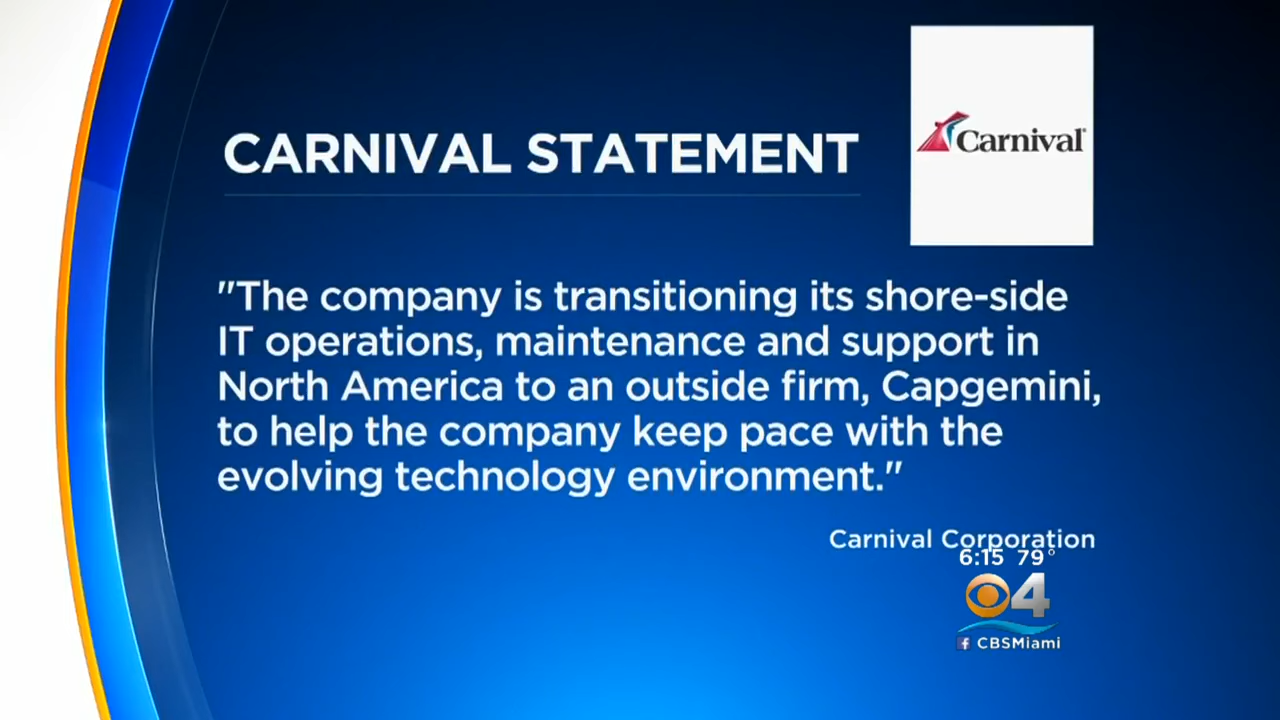 CARNIVAL STATEMENT
Carnival®
"The company is transitioning its shore-side
IT operations, maintenance and support in
North America to an outside firm, Capgemini,
to help the company keep pace with the
evolving technology environment."
Carnival Corporation
6:15 79°
4
f CBSMiami